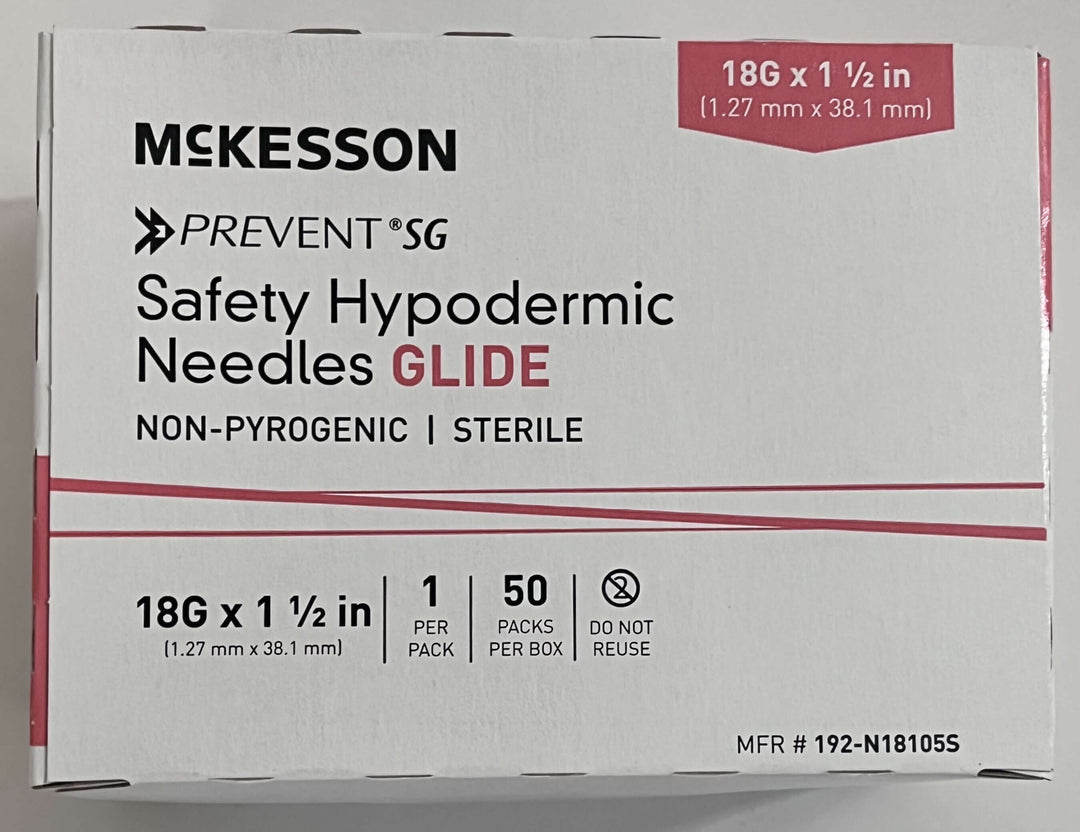 18G x 1 ½ in
(1.27 mm x 38.1 mm)
McKESSON
PREVENT® SG
Safety Hypodermic
Needles GLIDE
NON-PYROGENIC | STERILE
18G x 1 ½ in
(1.27 mm x 38.1 mm)
1
PER
PACK
50
PACKS
PER BOX
2
DO NOT
REUSE
MFR # 192-N18105S